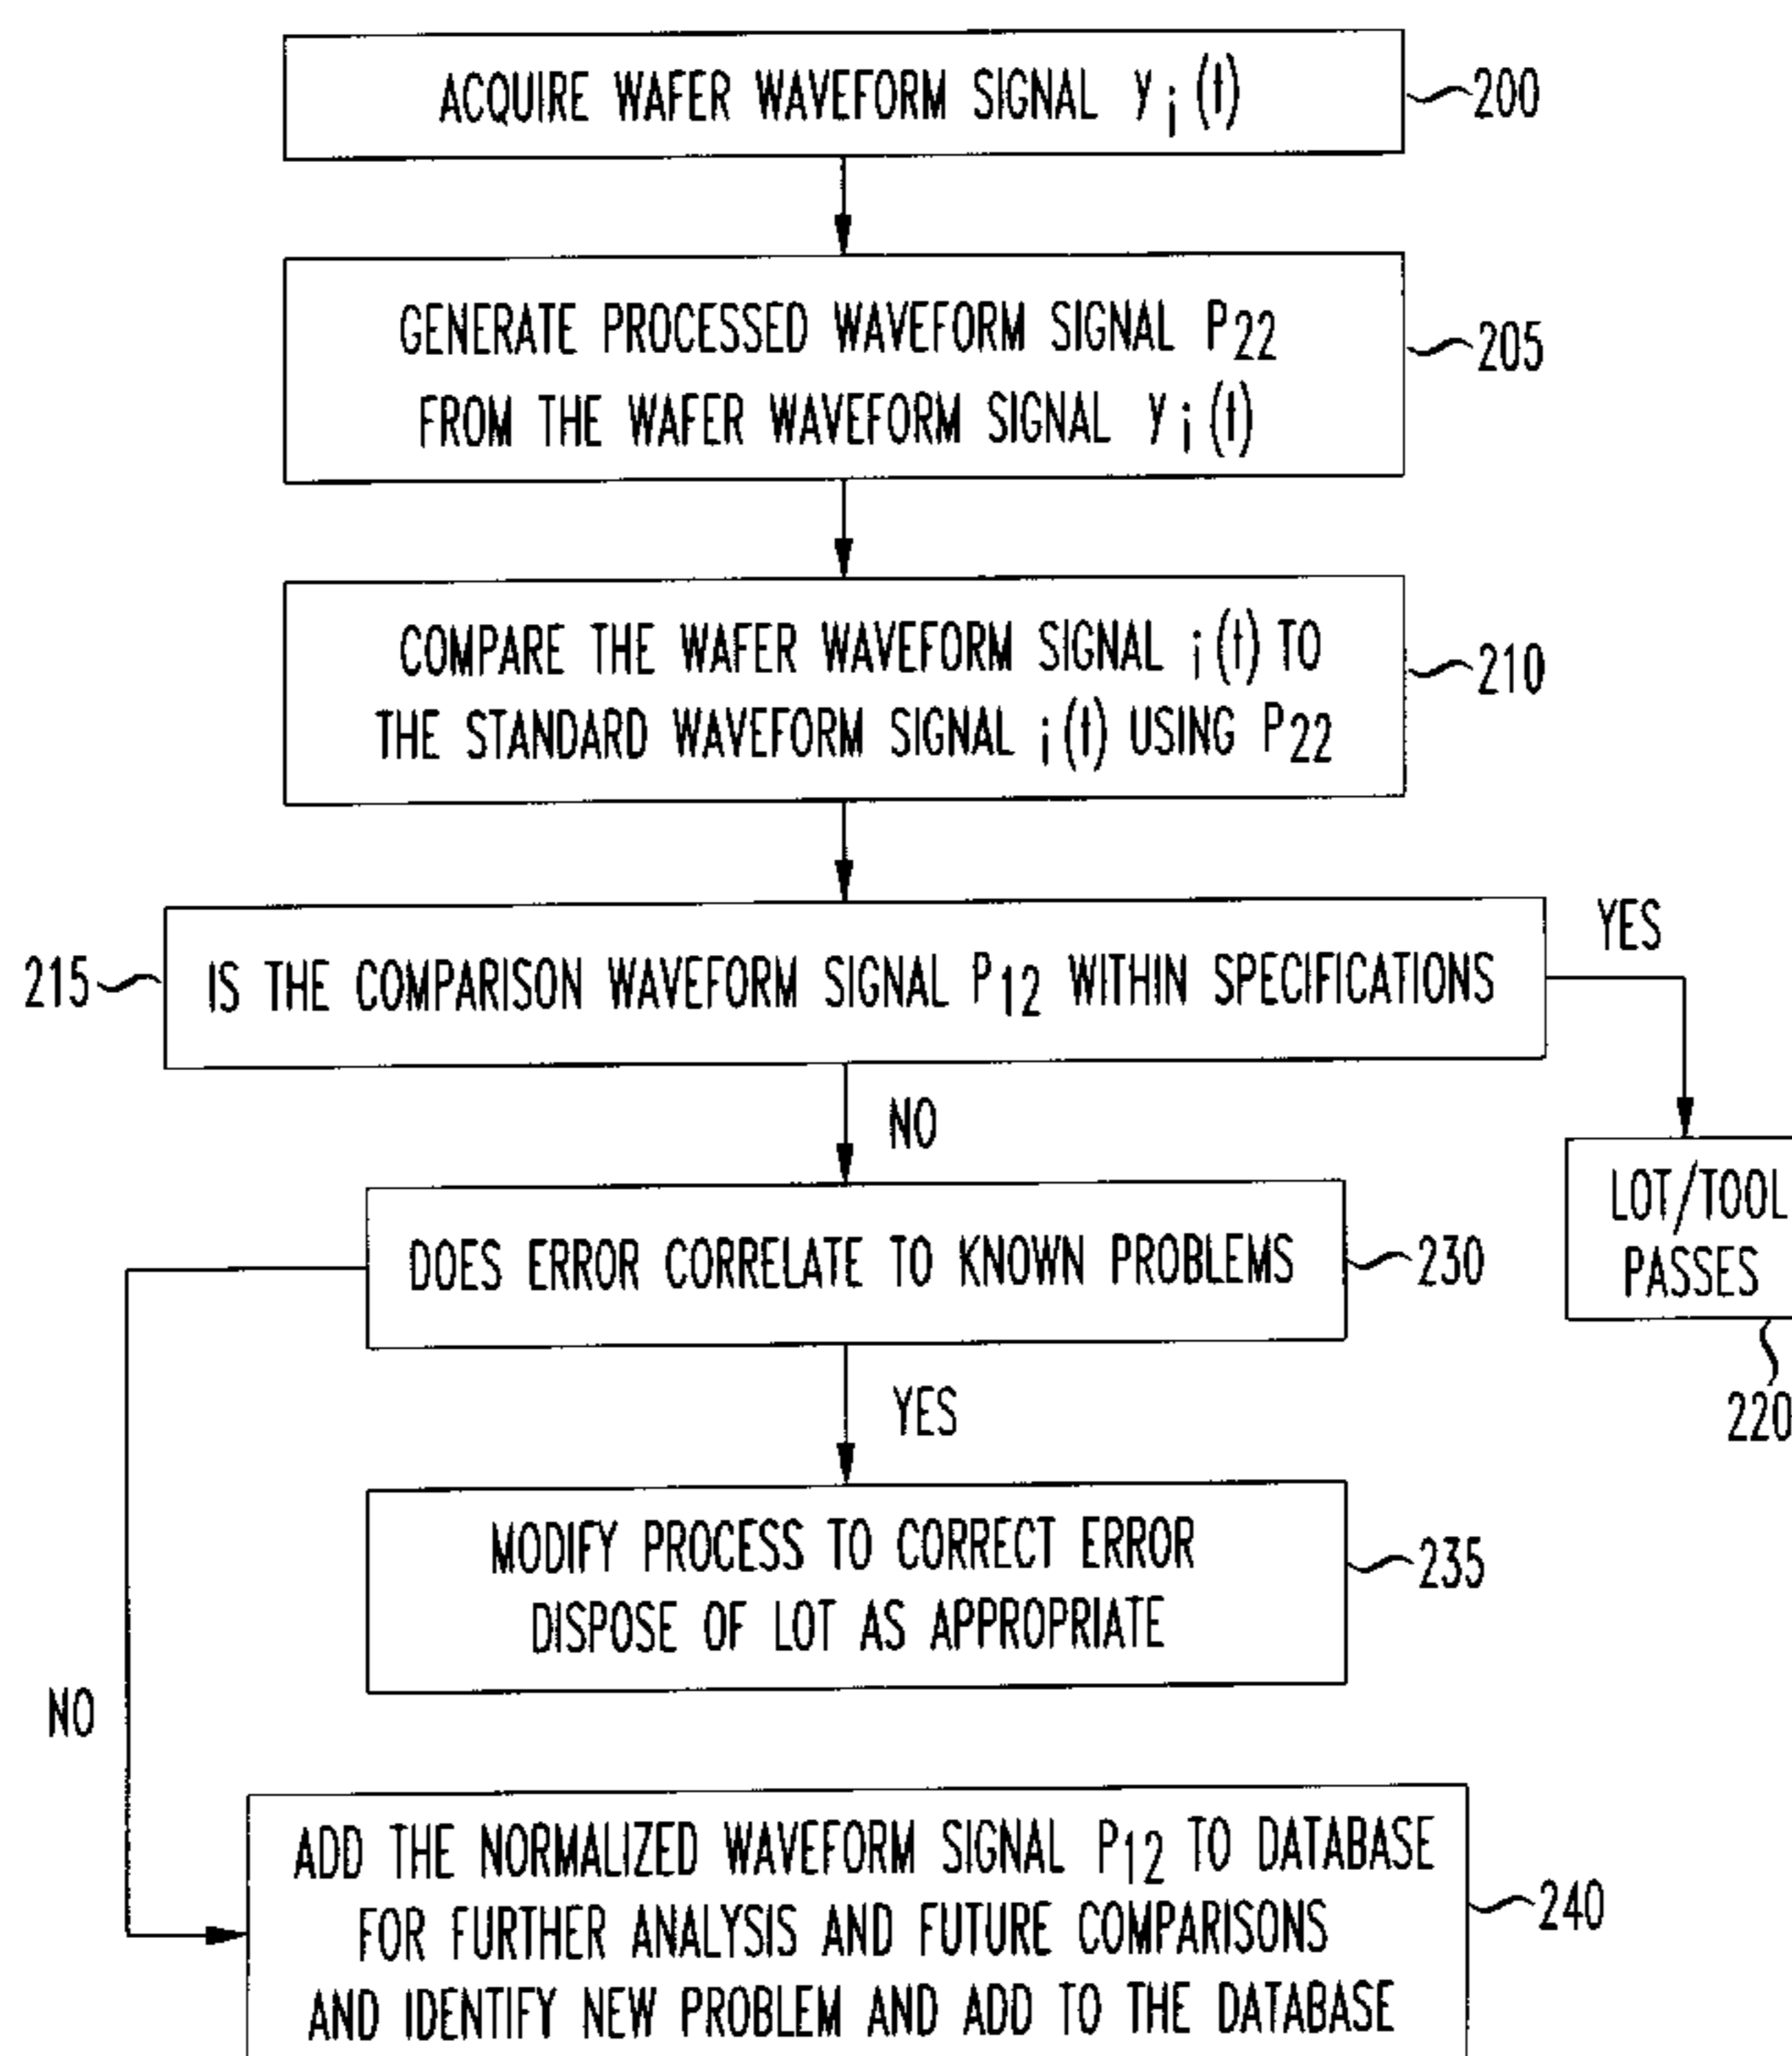 ACQUIRE WAFER WAVEFORM SIGNAL y i (t)
200
GENERATE PROCESSED WAVEFORM SIGNAL P22
FROM THE WAFER WAVEFORM SIGNAL y i (t)
205
COMPARE THE WAFER WAVEFORM SIGNAL i (t) TO
THE STANDARD WAVEFORM SIGNAL i (t) USING P22
210
215
IS THE COMPARISON WAVEFORM SIGNAL P12 WITHIN SPECIFICATIONS
YES
NO
LOT/TOOL
PASSES
220
DOES ERROR CORRELATE TO KNOWN PROBLEMS
230
YES
MODIFY PROCESS TO CORRECT ERROR
DISPOSE OF LOT AS APPROPRIATE
235
NO
ADD THE NORMALIZED WAVEFORM SIGNAL P12 TO DATABASE
FOR FURTHER ANALYSIS AND FUTURE COMPARISONS
AND IDENTIFY NEW PROBLEM AND ADD TO THE DATABASE
240